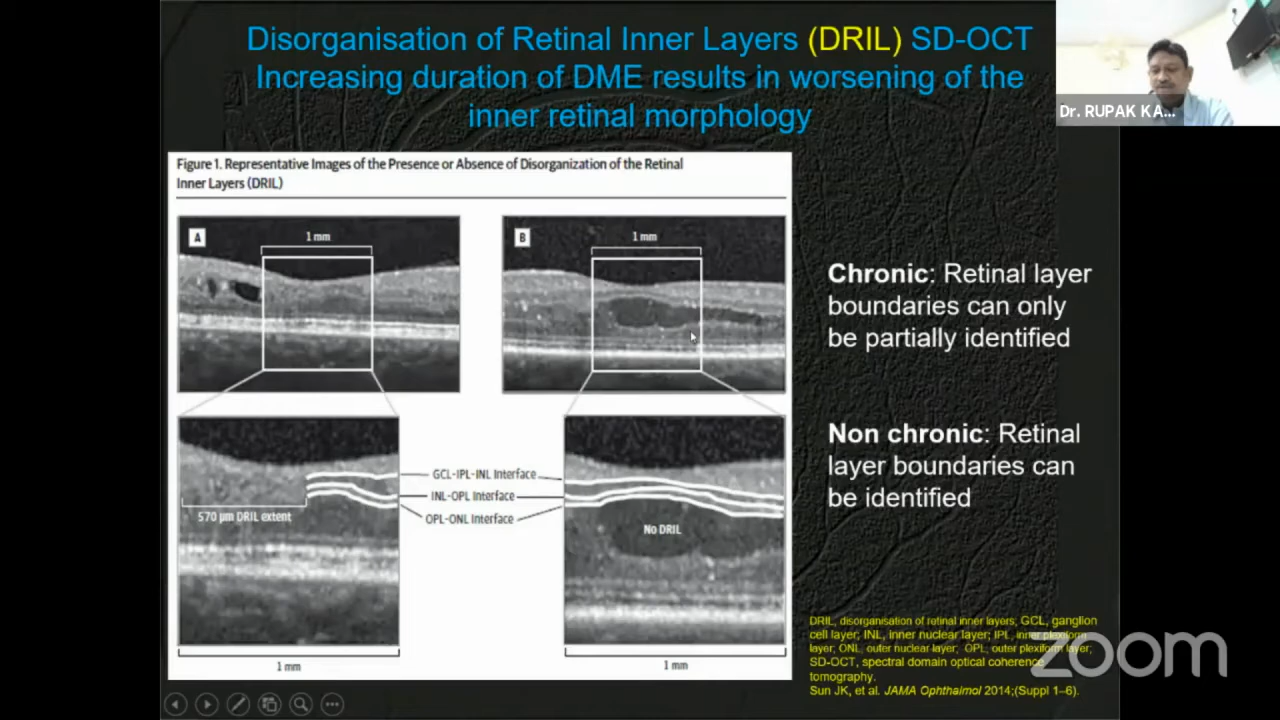 Disorganisation of Retinal Inner Layers (DRIL) SD-OCT
Increasing duration of DME results in worsening of the
inner retinal morphology
Dr. RUPAK KA...
Figure 1. Representative Images of the Presence or Absence of Disorganization of the Retinal
Inner Layers (DRIL)
A
1 mm
B
1 mm
Chronic: Retinal layer
boundaries can only
be partially identified
Non chronic: Retinal
layer boundaries can
be identified
GCL-IPL-INL Interface
INL-OPL Interface
OPL-ONL Interface
570 µm DRIL extent
No DRIL
1 mm
1 mm
DRIL, disorganisation of retinal inner layers; GCL, ganglion
cell layer; INL, inner nuclear layer; IPL, inner plexiform
layer; ONL, outer nuclear layer; OPL, outer plexiform layer;
SD-OCT, spectral domain optical coherence
tomography.
Sun JK, et al. JAMA Ophthalmol 2014;(Suppl 1–6).
zoom